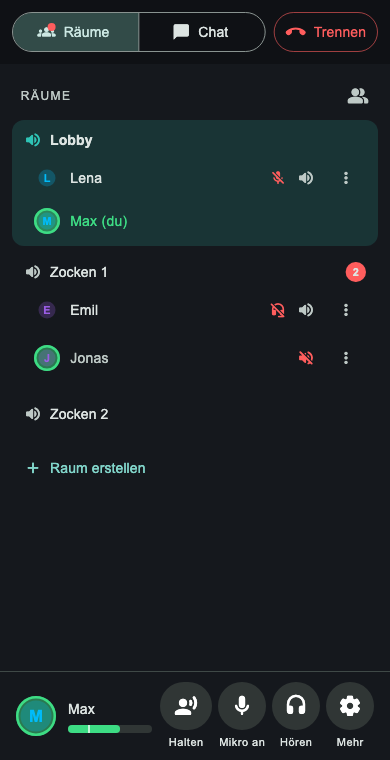 Räume
Chat
Trennen
RÄUME
Lobby
L Lena
M Max (du)
Zocken 1 2
E Emil
J Jonas
Zocken 2
+ Raum erstellen
M Max
Halten Mikro an Hören Mehr